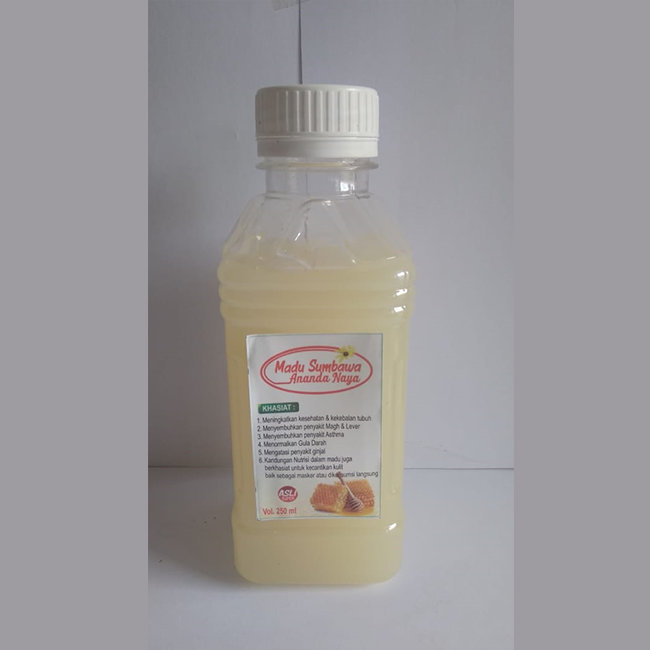 Madu Sumbawa
Ananda Naya
KHASIAT :
1. Meningkatkan kesehatan & kekebalan tubuh
2. Menyembuhkan penyakit Magh & Lever
3. Menyembuhkan penyakit Asthma
4. Menormalkan Gula Darah
5. Mengatasi penyakit ginjal
6. Kandungan Nutrisi dalam madu juga
berkhasiat untuk kecantikan kulit
baik sebagai masker atau dikonsumsi langsung
ASLI
Vol. 250 ml